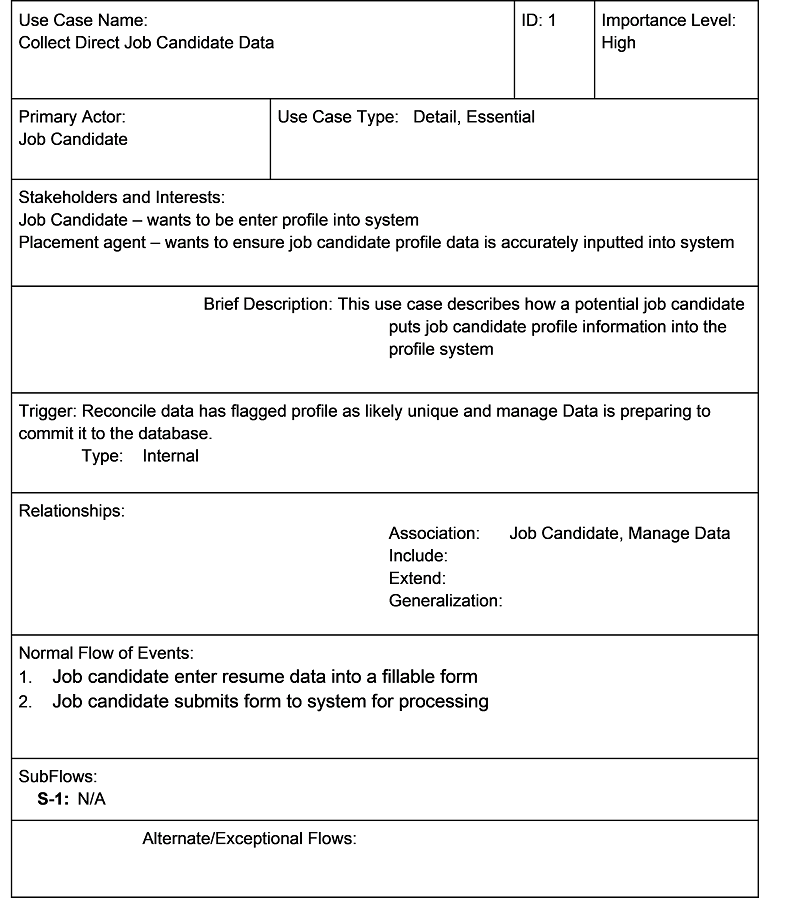 Use Case Name:
Collect Direct Job Candidate Data
ID: 1
Importance Level:
High
Primary Actor:
Job Candidate
Use Case Type: Detail, Essential
Stakeholders and Interests:
Job Candidate – wants to be enter profile into system
Placement agent – wants to ensure job candidate profile data is accurately inputted into system
Brief Description: This use case describes how a potential job candidate
puts job candidate profile information into the
profile system
Trigger: Reconcile data has flagged profile as likely unique and manage Data is preparing to
commit it to the database.
Type: Internal
Relationships:
Association: Job Candidate, Manage Data
Include:
Extend:
Generalization:
Normal Flow of Events:
1. Job candidate enter resume data into a fillable form
2. Job candidate submits form to system for processing
SubFlows:
S-1: N/A
Alternate/Exceptional Flows: